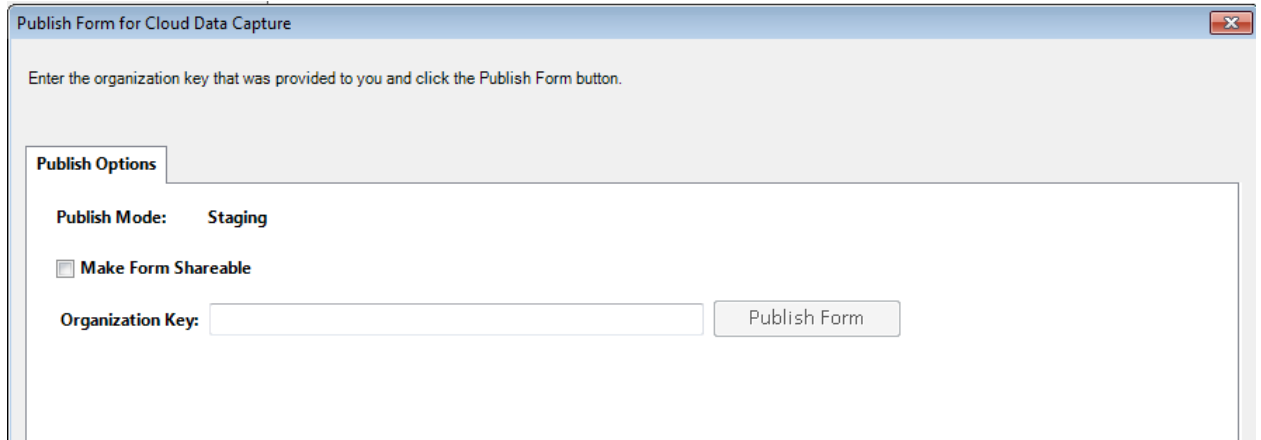 Publish Form for Cloud Data Capture
Enter the organization key that was provided to you and click the Publish Form button.
Publish Options
Publish Mode: Staging
Make Form Shareable
Organization Key: Publish Form